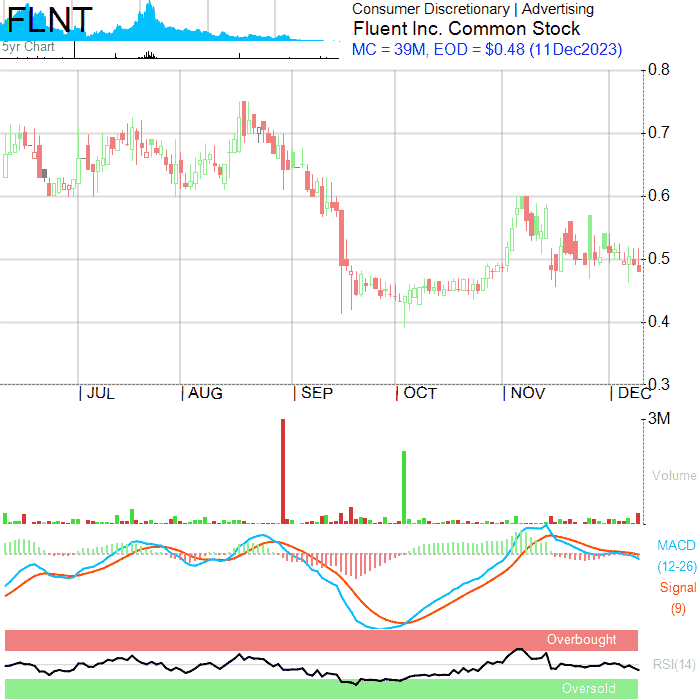 FLNT
5yr Chart
Consumer Discretionary | Advertising
Fluent Inc. Common Stock
MC = 39M, EOD = $0.48 (11Dec2023)
0.8
0.7
0.6
0.5
0.4
0.3
| JUL
| AUG
| SEP
| OCT
| NOV
| DEC
3M
Volume
MACD
(12-26)
Signal
(9)
Overbought
RSI(14)
Oversold